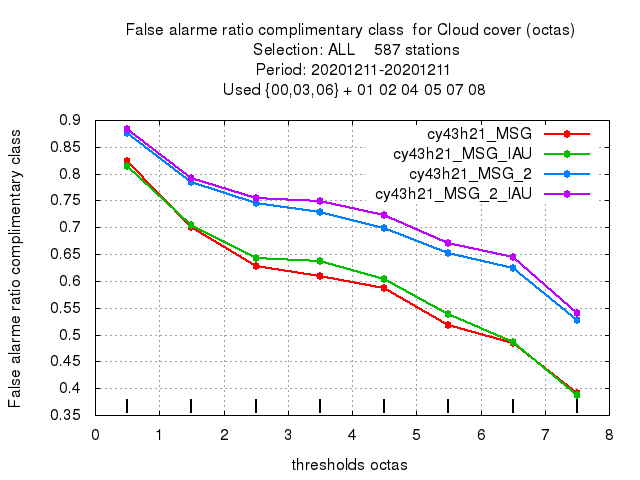 False alarme ratio complimentary class  for Cloud cover (octas)
Selection: ALL    587 stations
Period: 20201211-20201211
Used {00,03,06} + 01 02 04 05 07 08
False alarme ratio complimentary class
0.9
0.85
0.8
0.75
0.7
0.65
0.6
0.55
0.5
0.45
0.4
0.35
cy43h21_MSG
cy43h21_MSG_IAU
cy43h21_MSG_2
cy43h21_MSG_2_IAU
0 1 2 3 4 5 6 7 8
thresholds octas